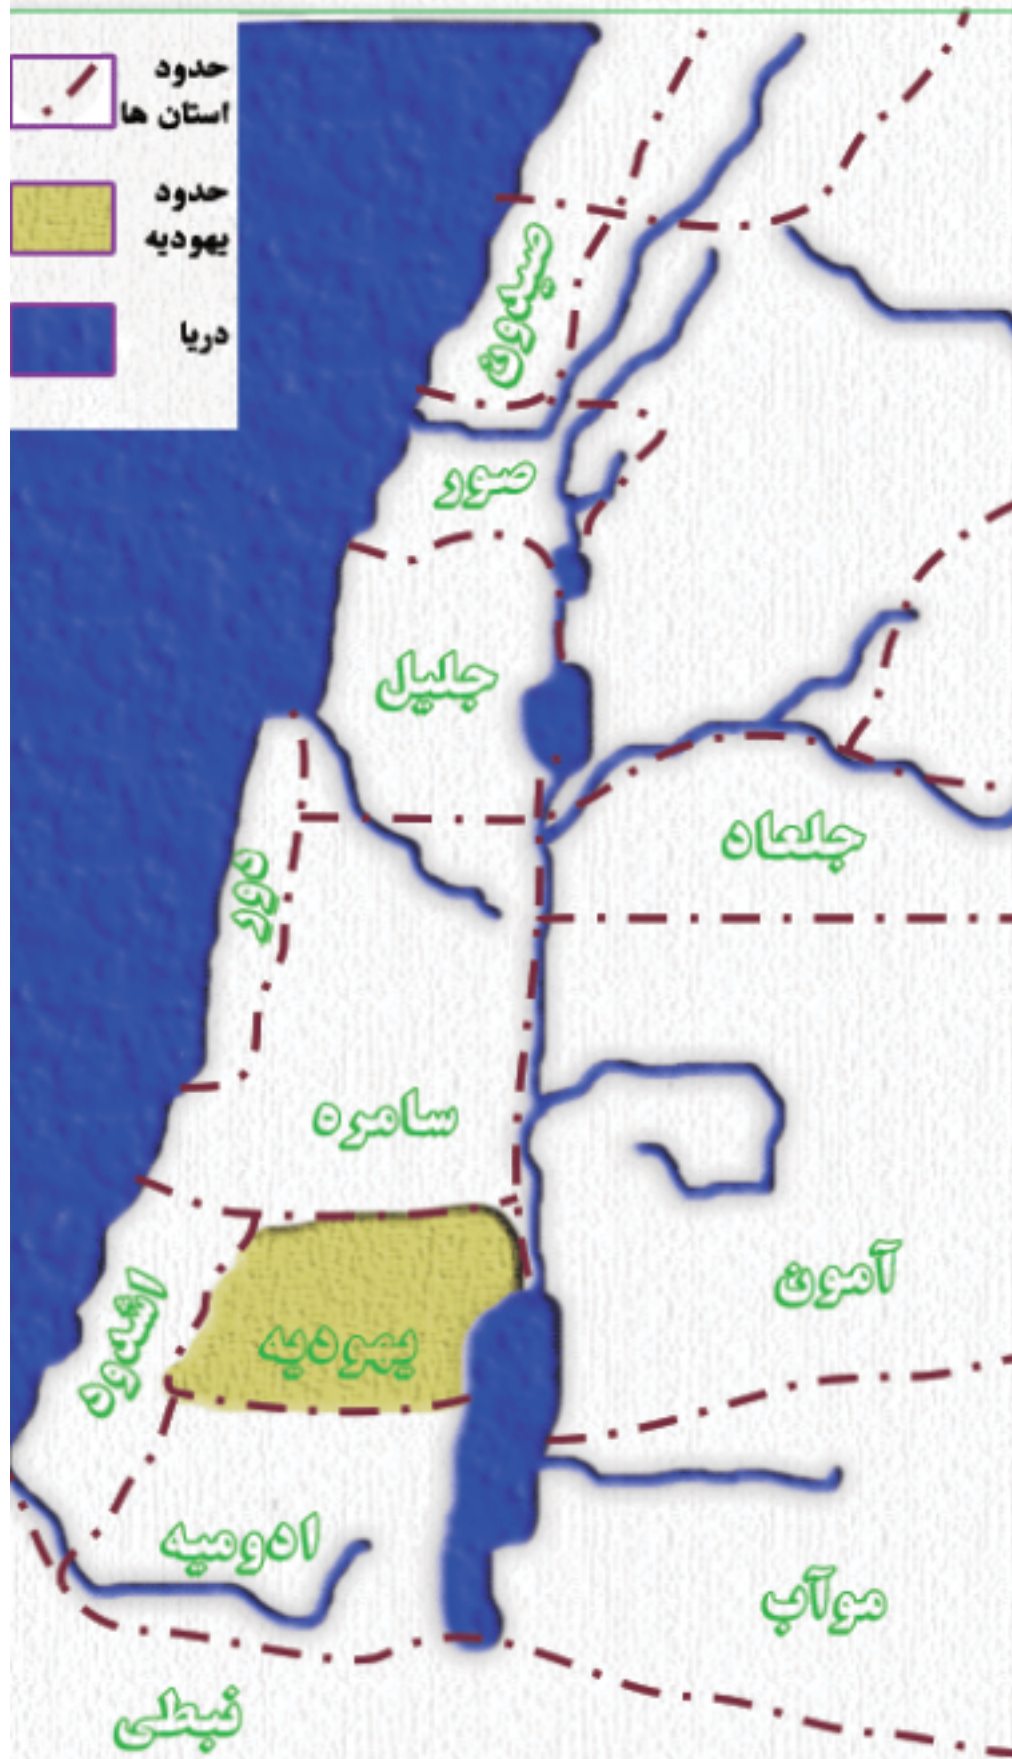 حدود
استان ها
حدود
یهودیه
دریا
صیدون
صور
جلیل
جلعاد
دور
سامره
آمون
اشدود
یهودیه
ادومیه
موآب
نبطی